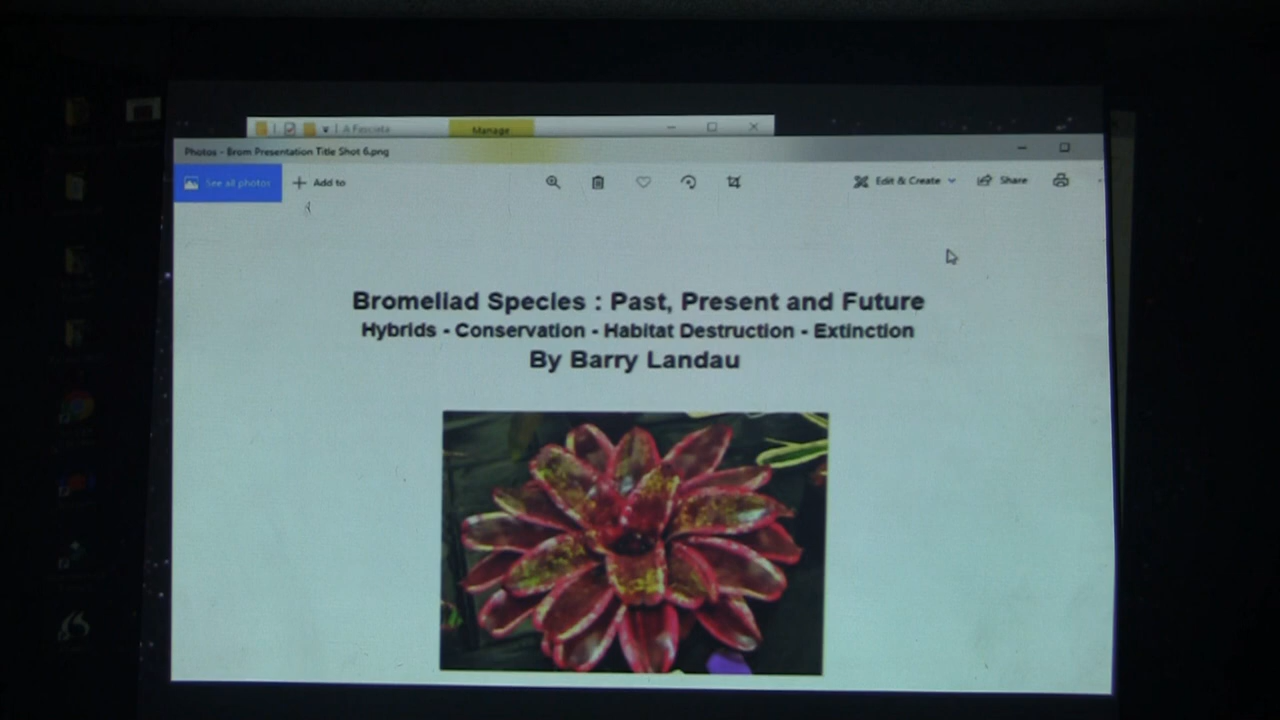 A Fasciata
Manage
Photos - Brom Presentation Title Shot 6.png
See all photos
Add to
Edit & Create
Share
Bromeliad Species : Past, Present and Future
Hybrids - Conservation - Habitat Destruction - Extinction
By Barry Landau